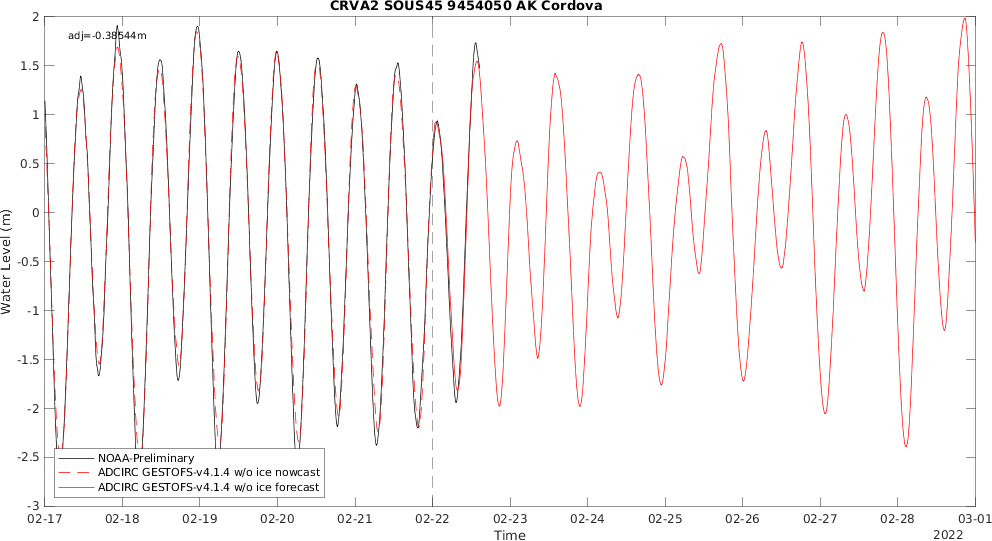 CRVA2 SOUS45 9454050 AK Cordova
adj=-0.38544m
2
1.5
1
0.5
0
-0.5
-1
-1.5
-2
-2.5
-3
Water Level (m)
NOAA-Preliminary
ADCIRC GESTOFS-v4.1.4 w/o ice nowcast
ADCIRC GESTOFS-v4.1.4 w/o ice forecast
02-17 02-18 02-19 02-20 02-21 02-22 02-23 02-24 02-25 02-26 02-27 02-28 03-01
Time
2022